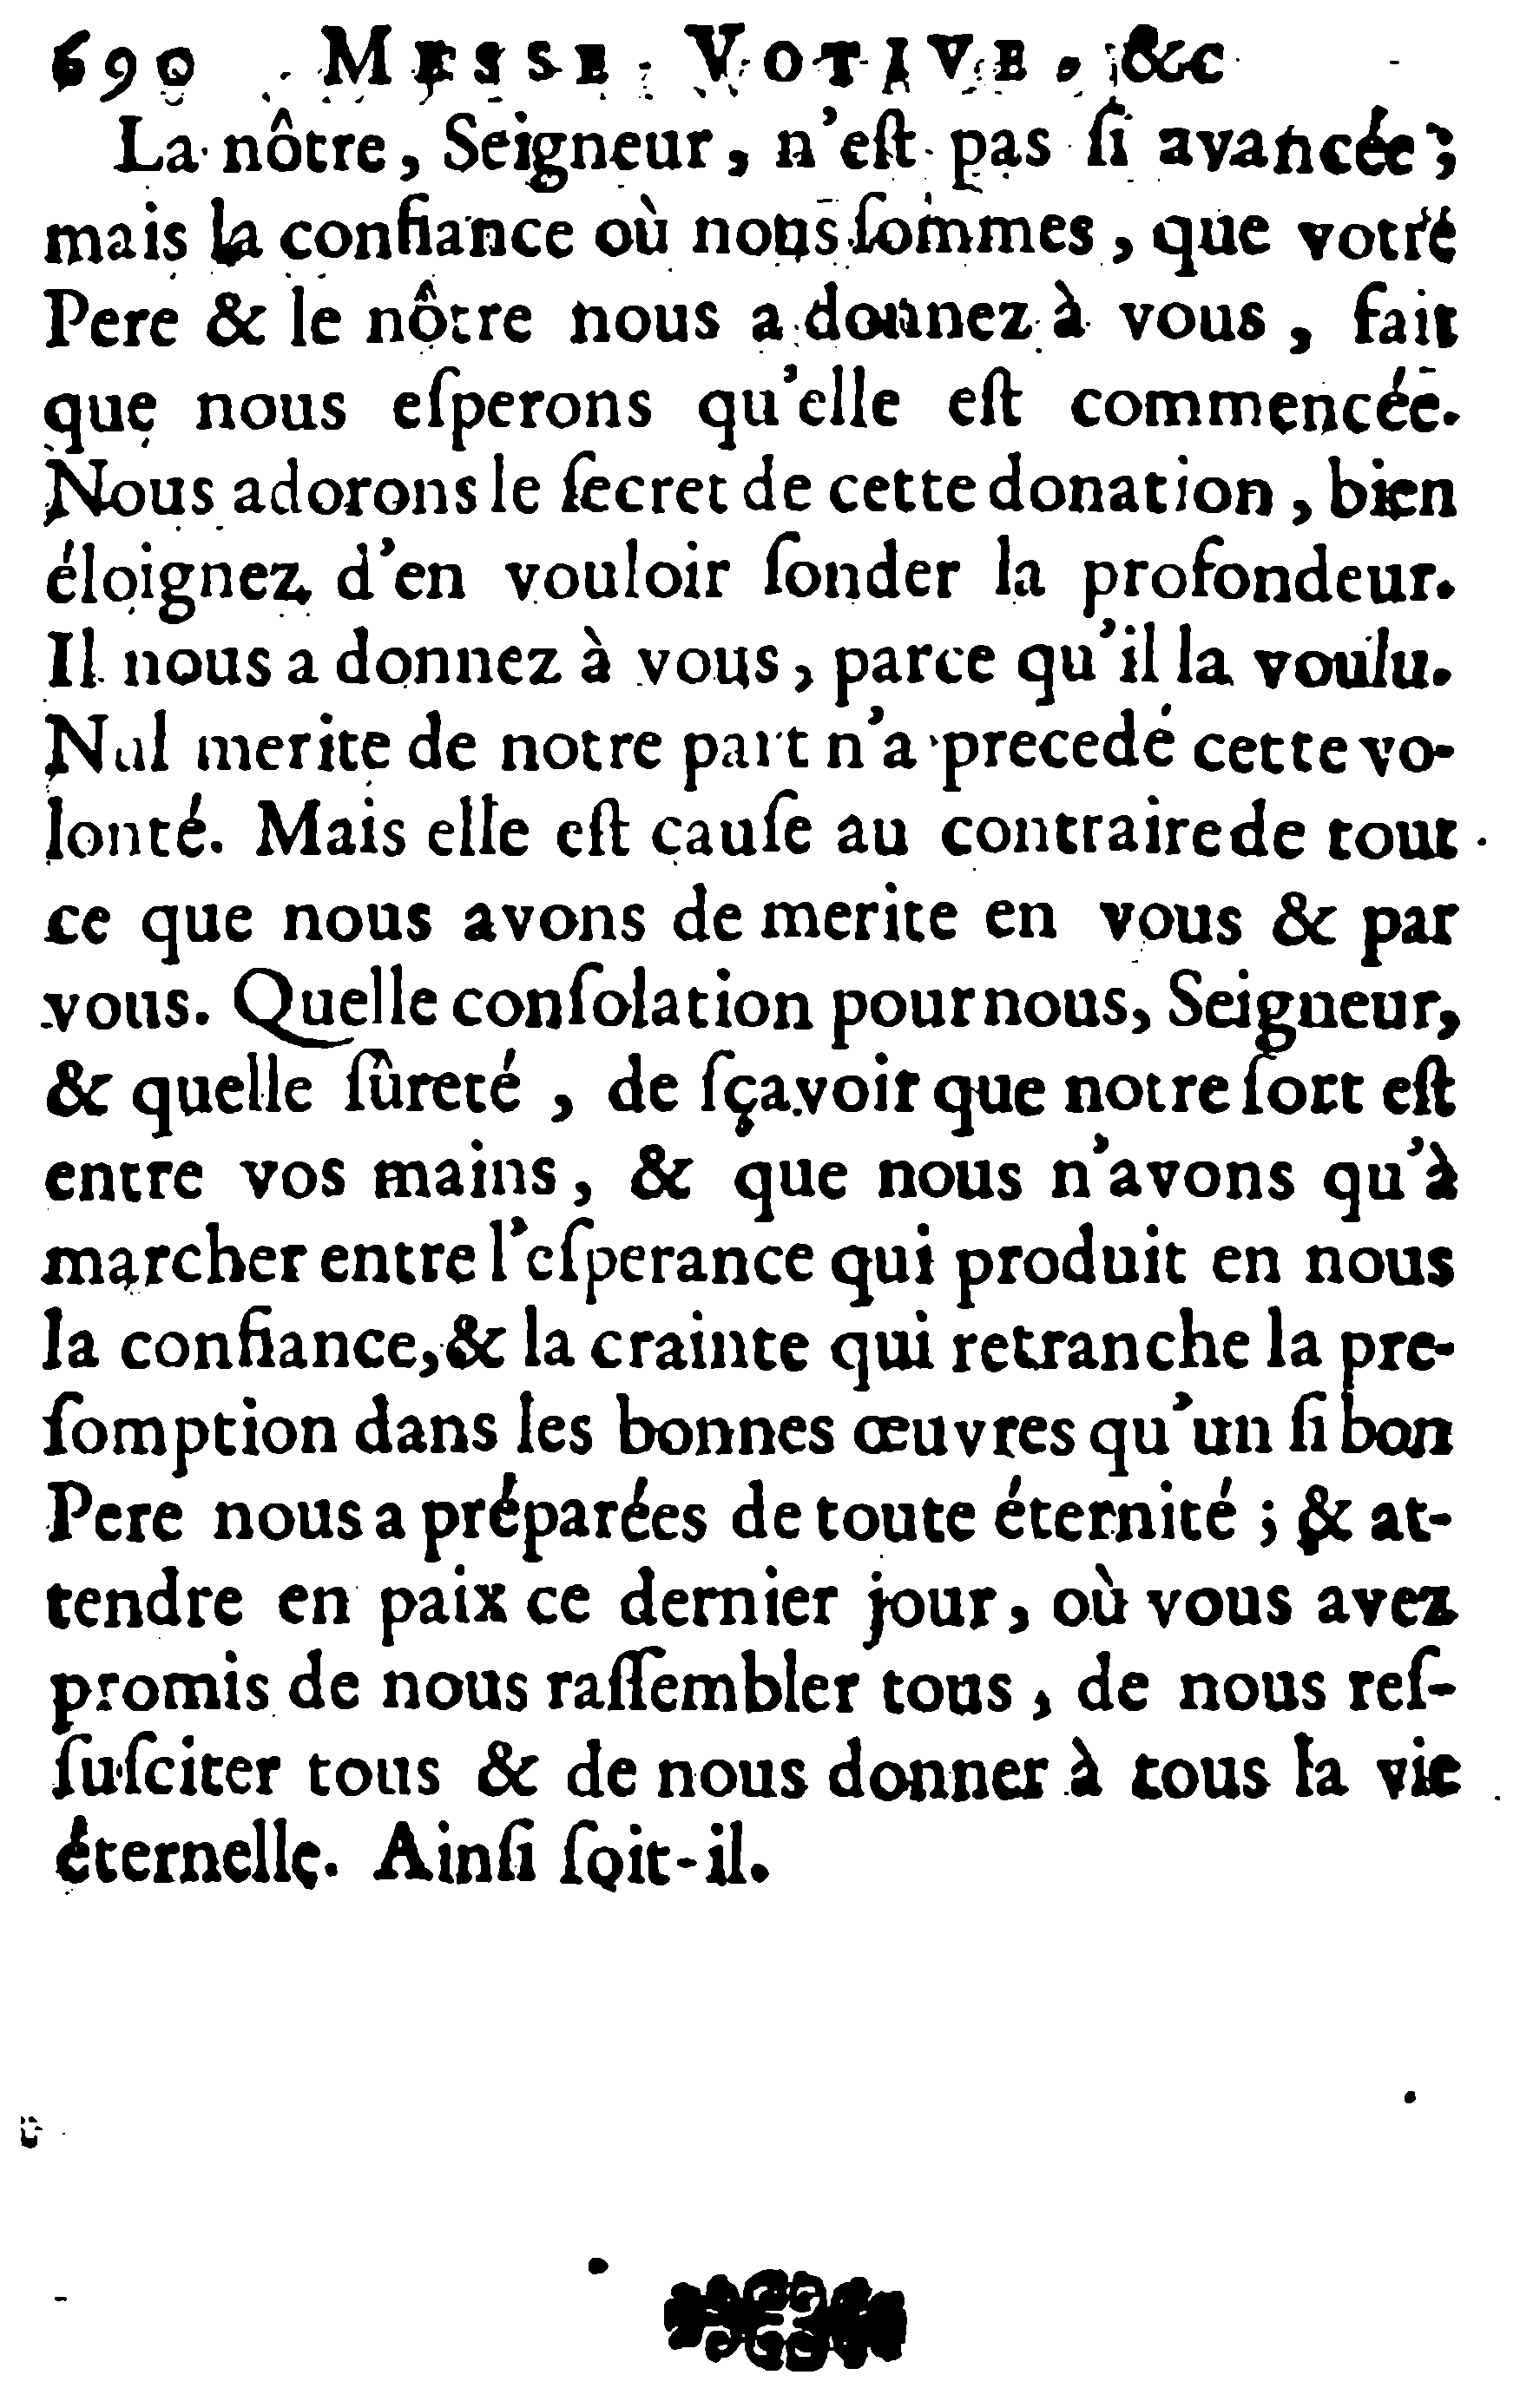 690 MESSE VOTIVE, &c
La nôtre, Seigneur, n'eſt pas ſi avancée;
mais la confiance où nous ſommes, que votre
Pere & le nôtre nous a donnez à vous, fait
que nous eſperons qu'elle eſt commencée.
Nous adorons le ſecret de cette donation, bien
éloignez d'en vouloir ſonder la profondeur.
Il nous a donnez à vous, parce qu'il la voulu.
Nul merite de notre part n'a precedé cette vo-
lonté. Mais elle eſt cauſe au contraire de tout
ce que nous avons de merite en vous & par
vous. Quelle conſolation pour nous, Seigneur,
& quelle ſûreté, de ſçavoir que notre ſort eſt
entre vos mains, & que nous n'avons qu'à
marcher entre l'eſperance qui produit en nous
la confiance, & la crainte qui retranche la pre-
ſomption dans les bonnes œuvres qu'un ſi bon
Pere nous a préparées de toute éternité; & at-
tendre en paix ce dernier jour, où vous avez
promis de nous raſſembler tous, de nous reſ-
ſuſciter tous & de nous donner à tous la vie
éternelle. Ainſi ſoit-il.